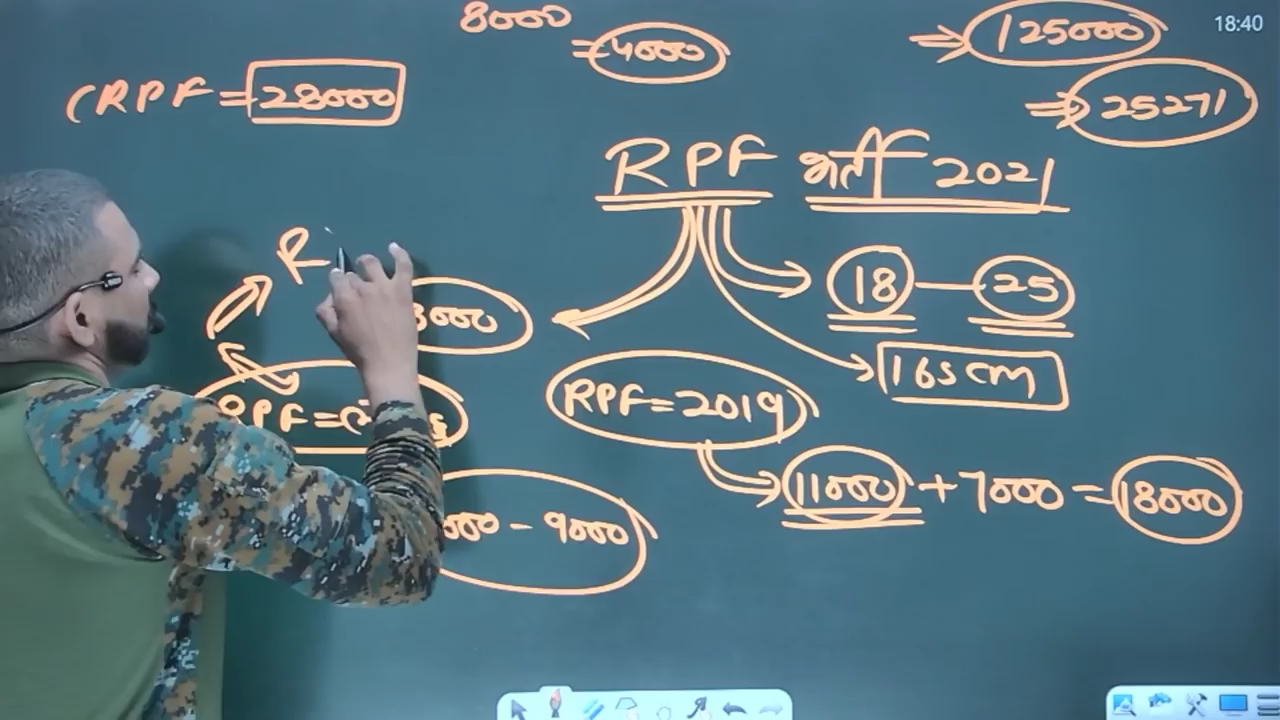 8000
= 4000
⇒ 125000
18:40
CRPF = 28000
⇒ 25271
RPF भर्ती 2021
R
18 — 25
165 cm
RPF = 2019
11000 + 7000 = 18000
000 - 9000